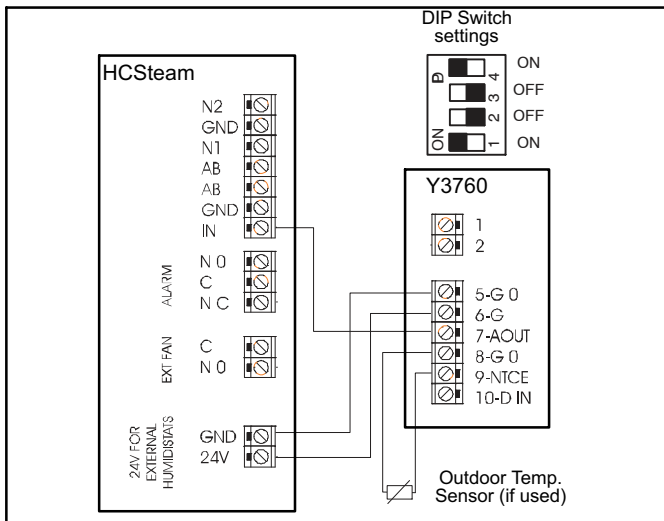 DIP Switch
settings
ON
OFF
OFF
ON
4
3
2
1
ON
HCSteam
N2
GND
N1
AB
AB
GND
IN
ALARM
N 0
C
N C
EXT FAN
C
N 0
24V FOR
EXTERNAL
HUMIDISTATS
GND
24V
Y3760
1
2
5-G 0
6-G
7-AOUT
8-G 0
9-NTCE
10-D IN
Outdoor Temp.
Sensor (if used)